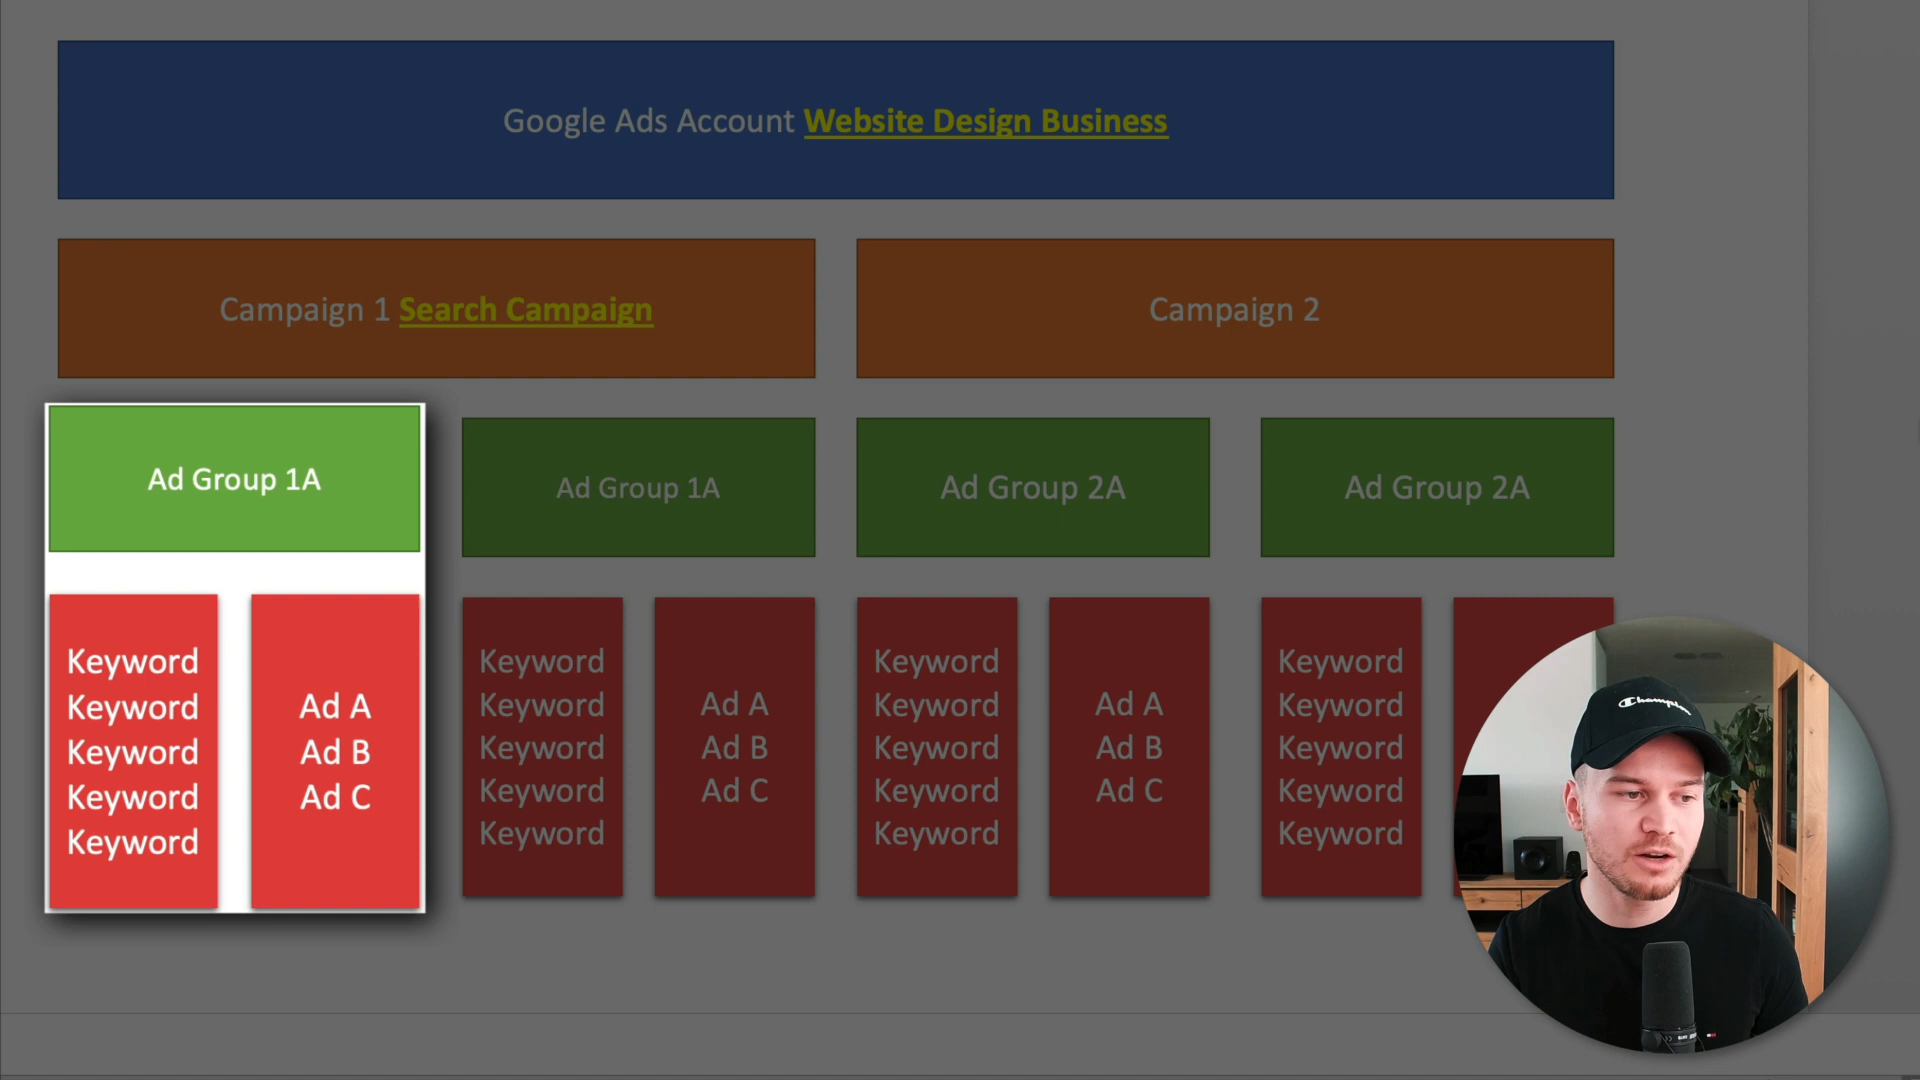 Google Ads Account Website Design Business
Campaign 1 Search Campaign
Campaign 2
Ad Group 1A
Ad Group 1A
Ad Group 2A
Ad Group 2A
Keyword
Keyword
Keyword
Keyword
Keyword
Ad A
Ad B
Ad C
Keyword
Keyword
Keyword
Keyword
Keyword
Ad A
Ad B
Ad C
Keyword
Keyword
Keyword
Keyword
Keyword
Ad A
Ad B
Ad C
Keyword
Keyword
Keyword
Keyword
Keyword
Champion